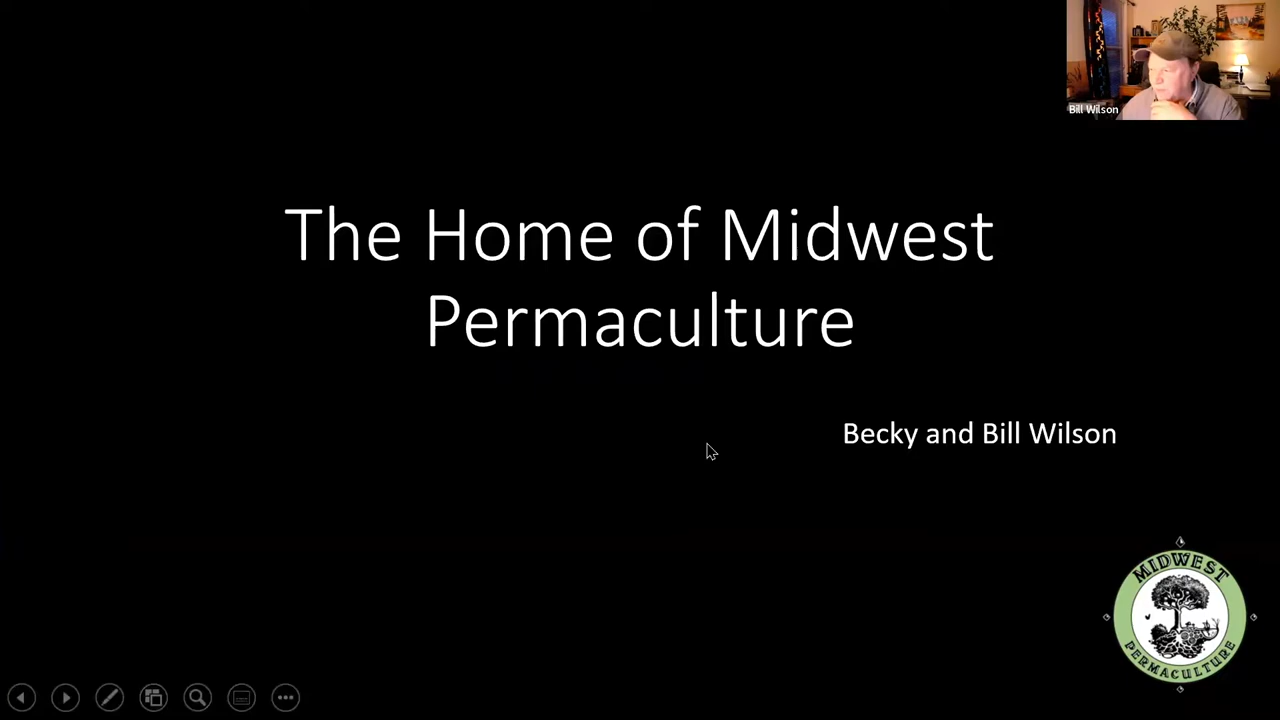 Bill Wilson
The Home of Midwest
Permaculture
Becky and Bill Wilson
MIDWEST
PERMACULTURE